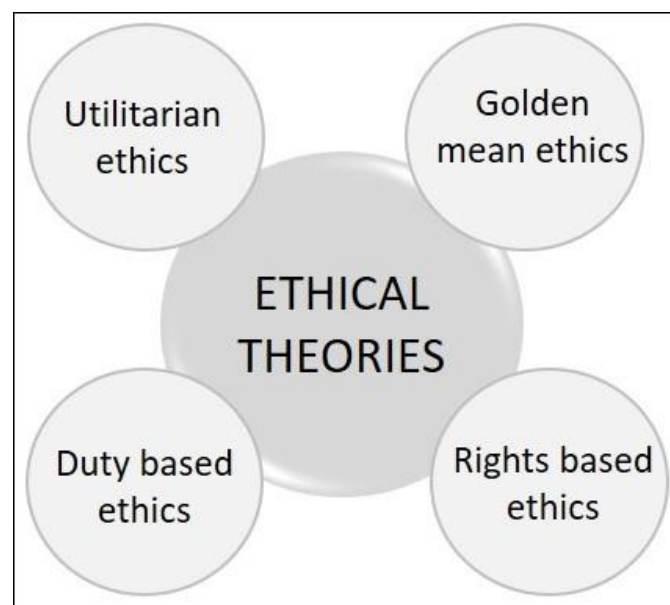 Utilitarian
ethics
Golden
mean ethics
ETHICAL
THEORIES
Duty based
ethics
Rights based
ethics